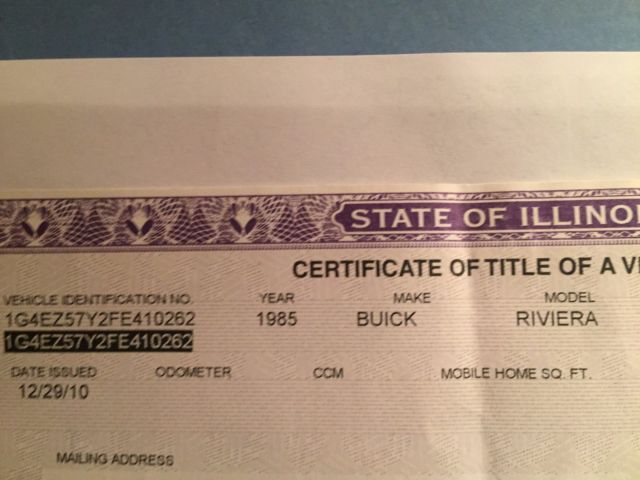 STATE OF ILLINO
CERTIFICATE OF TITLE OF A V
VEHICLE IDENTIFICATION NO. YEAR MAKE MODEL
1G4EZ57Y2FE410262 1985 BUICK RIVIERA
1G4EZ57Y2FE410262
DATE ISSUED ODOMETER CCM MOBILE HOME SQ. FT.
12/29/10
MAILING ADDRESS